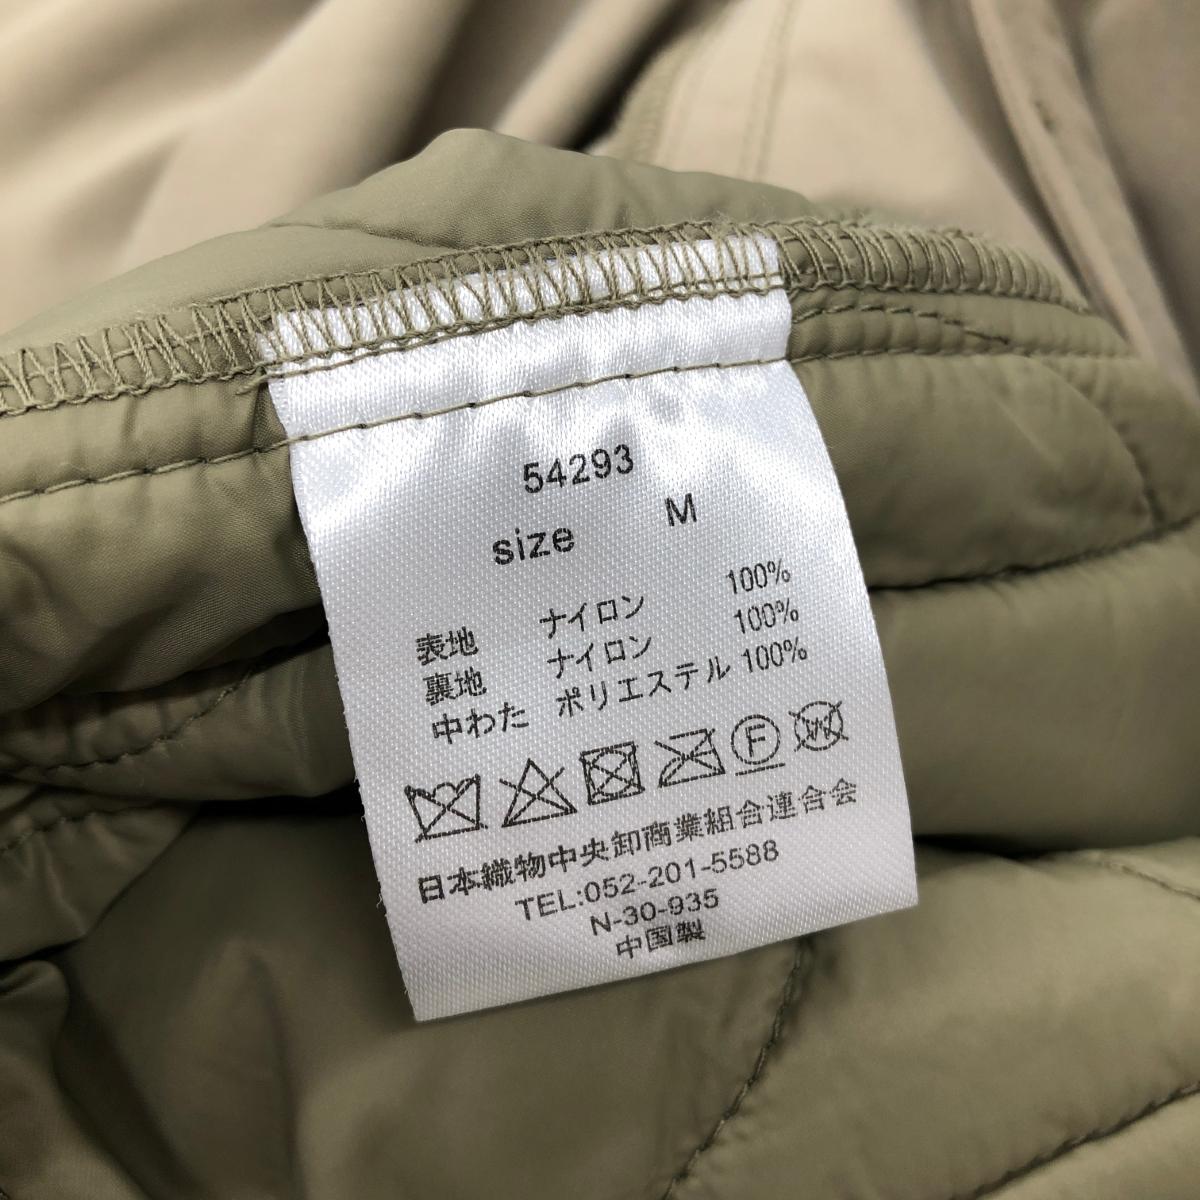 54293
size M
表地 ナイロン 100%
裏地 ナイロン 100%
中わた ポリエステル 100%
F W
日本織物中央卸商業組合連合会
TEL:052-201-5588
N-30-935
中国製